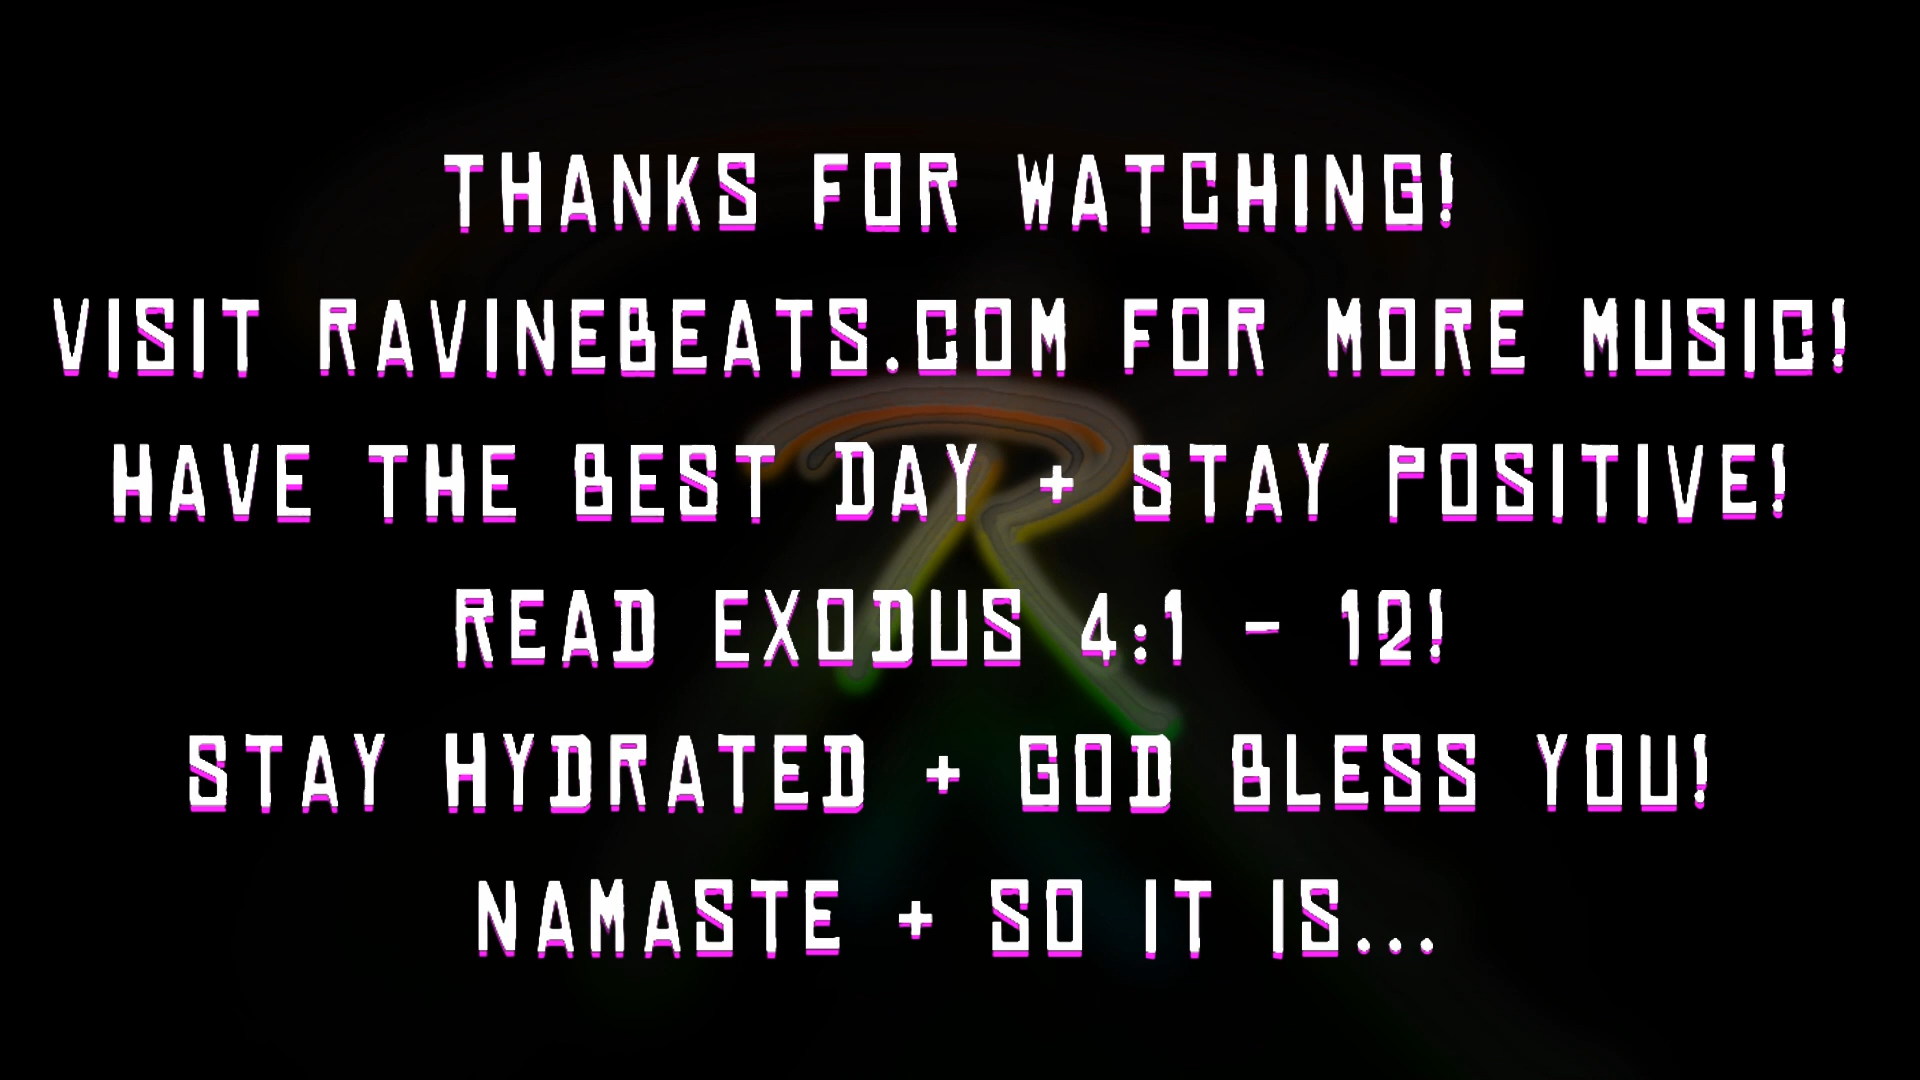 THANKS FOR WATCHING!
VISIT RAVINEBEATS.COM FOR MORE MUSIC!
HAVE THE BEST DAY + STAY POSITIVE!
READ EXODUS 4:1 - 12!
STAY HYDRATED + GOD BLESS YOU!
NAMASTE + SO IT IS...